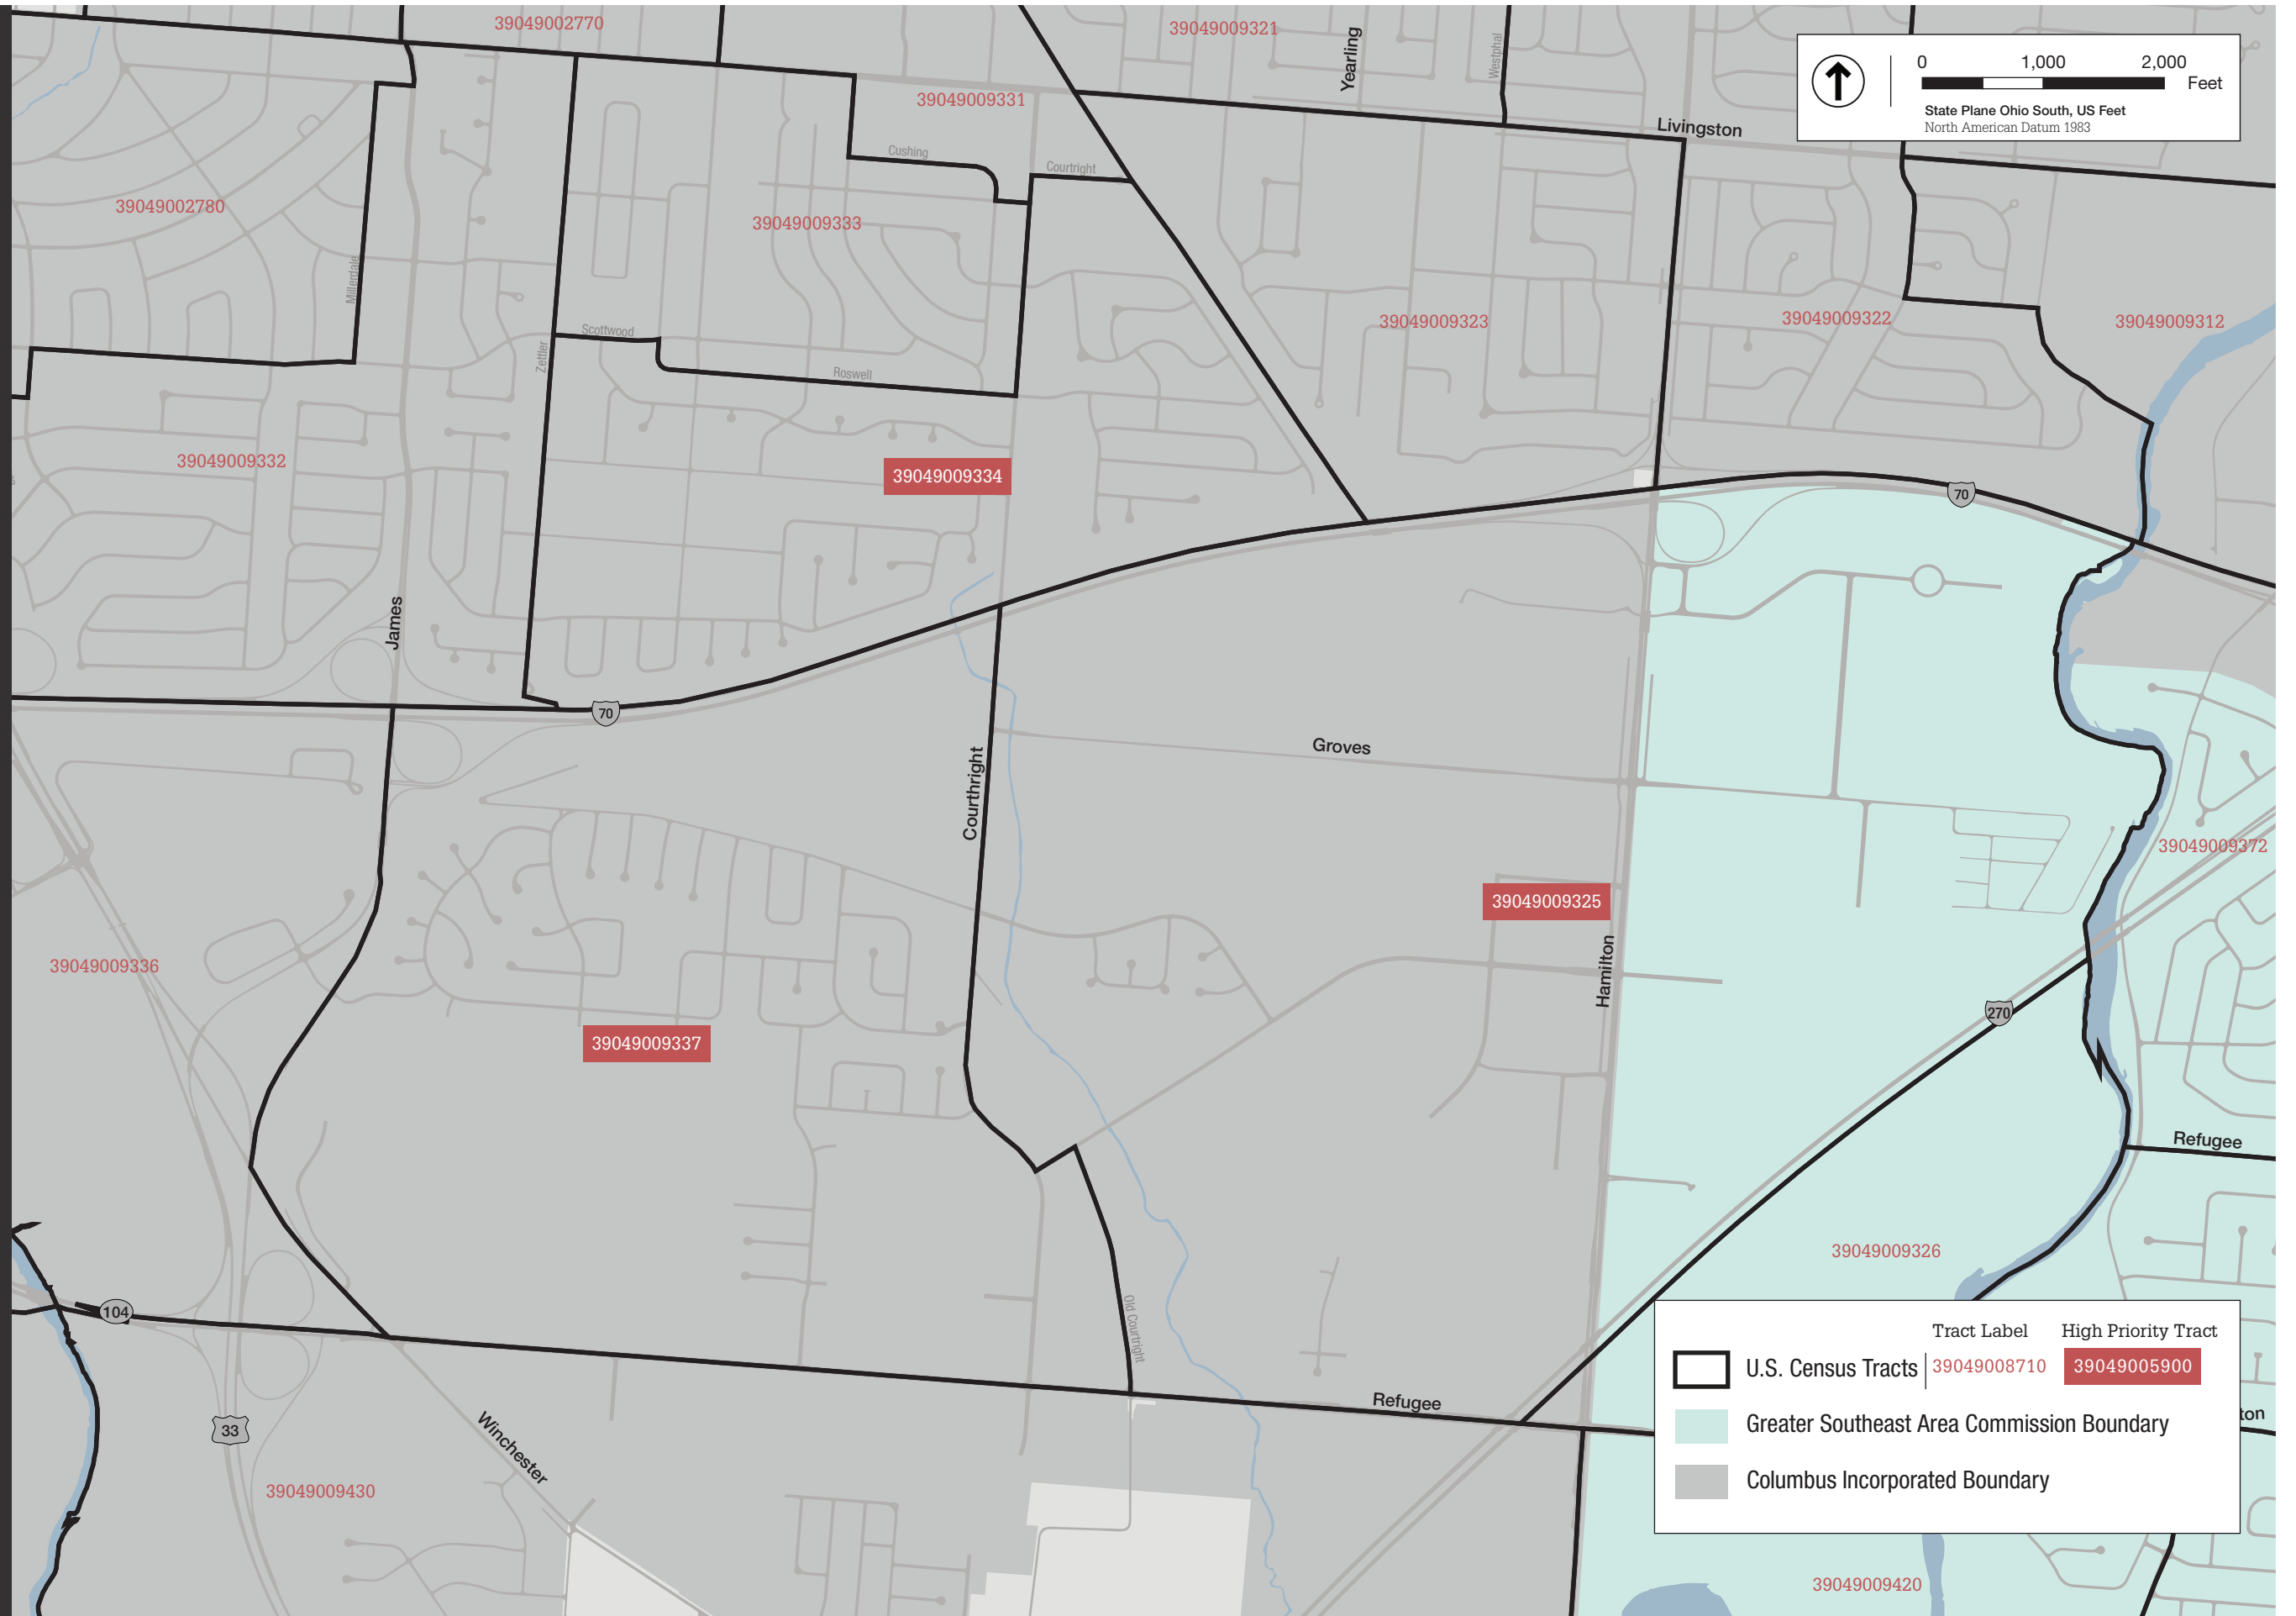 39049002770
39049009321
Yearling
Westphal
0 1,000 2,000
Feet
State Plane Ohio South, US Feet
North American Datum 1983
39049009331
Livingston
Cushing
Courtright
39049002780
39049009333
Millerdale
39049009323
39049009322
39049009312
Scottwood
Zettler
Roswell
39049009332
39049009334
70
James
70
Groves
Courthright
39049009372
39049009325
Hamilton
39049009336
270
39049009337
Refugee
39049009326
104
Old Courtright
Refugee
33
Winchester
39049009430
Tract Label
High Priority Tract
U.S. Census Tracts
39049008710
39049005900
Greater Southeast Area Commission Boundary
ton
Columbus Incorporated Boundary
39049009420